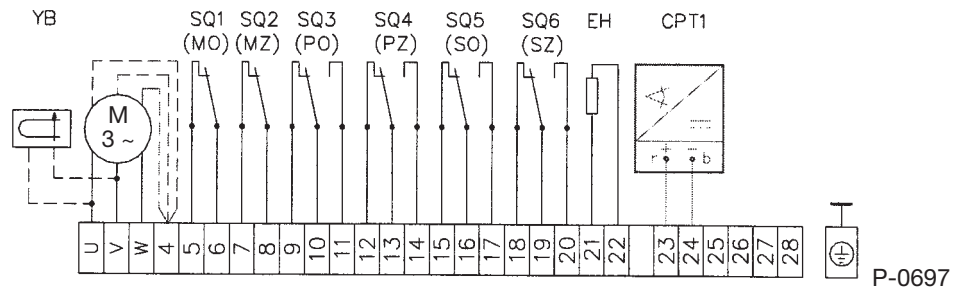 YB SQ1 SQ2 SQ3 SQ4 SQ5 SQ6 EH CPT1
(MO) (MZ) (PO) (PZ) (SO) (SZ)
M
3 ~
r + − b
U V W 4 5 6 7 8 9 10 11 12 13 14 15 16 17 18 19 20 21 22 23 24 25 26 27 28
P-0697